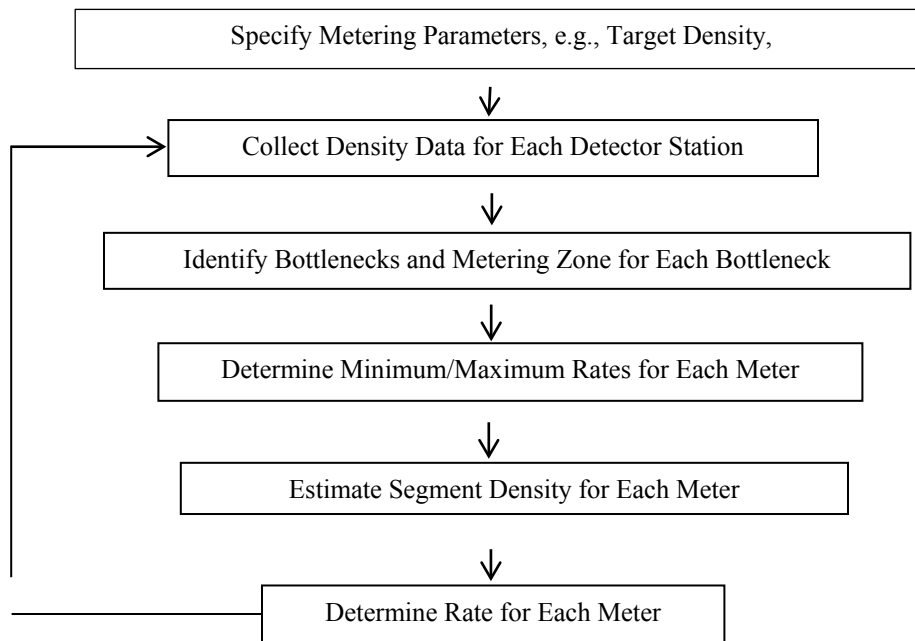 Specify Metering Parameters, e.g., Target Density,
Collect Density Data for Each Detector Station
Identify Bottlenecks and Metering Zone for Each Bottleneck
Determine Minimum/Maximum Rates for Each Meter
Estimate Segment Density for Each Meter
Determine Rate for Each Meter